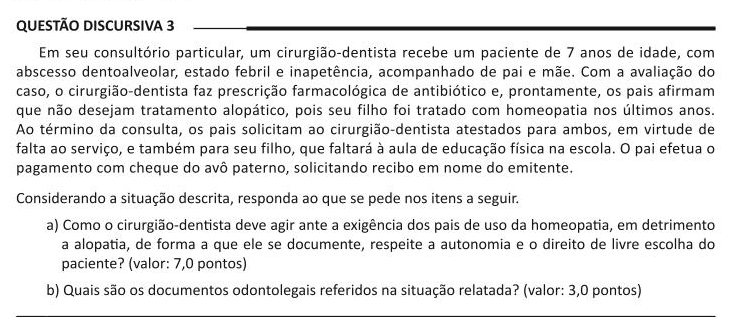 QUESTÃO DISCURSIVA 3
Em seu consultório particular, um cirurgião-dentista recebe um paciente de 7 anos de idade, com
abscesso dentoalveolar, estado febril e inapetência, acompanhado de pai e mãe. Com a avaliação do
caso, o cirurgião-dentista faz prescrição farmacológica de antibiótico e, prontamente, os pais afirmam
que não desejam tratamento alopático, pois seu filho foi tratado com homeopatia nos últimos anos.
Ao término da consulta, os pais solicitam ao cirurgião-dentista atestados para ambos, em virtude de
falta ao serviço, e também para seu filho, que faltará à aula de educação física na escola. O pai efetua o
pagamento com cheque do avô paterno, solicitando recibo em nome do emitente.
Considerando a situação descrita, responda ao que se pede nos itens a seguir.
a) Como o cirurgião-dentista deve agir ante a exigência dos pais de uso da homeopatia, em detrimento
a alopatia, de forma a que ele se documente, respeite a autonomia e o direito de livre escolha do
paciente? (valor: 7,0 pontos)
b) Quais são os documentos odontolegais referidos na situação relatada? (valor: 3,0 pontos)